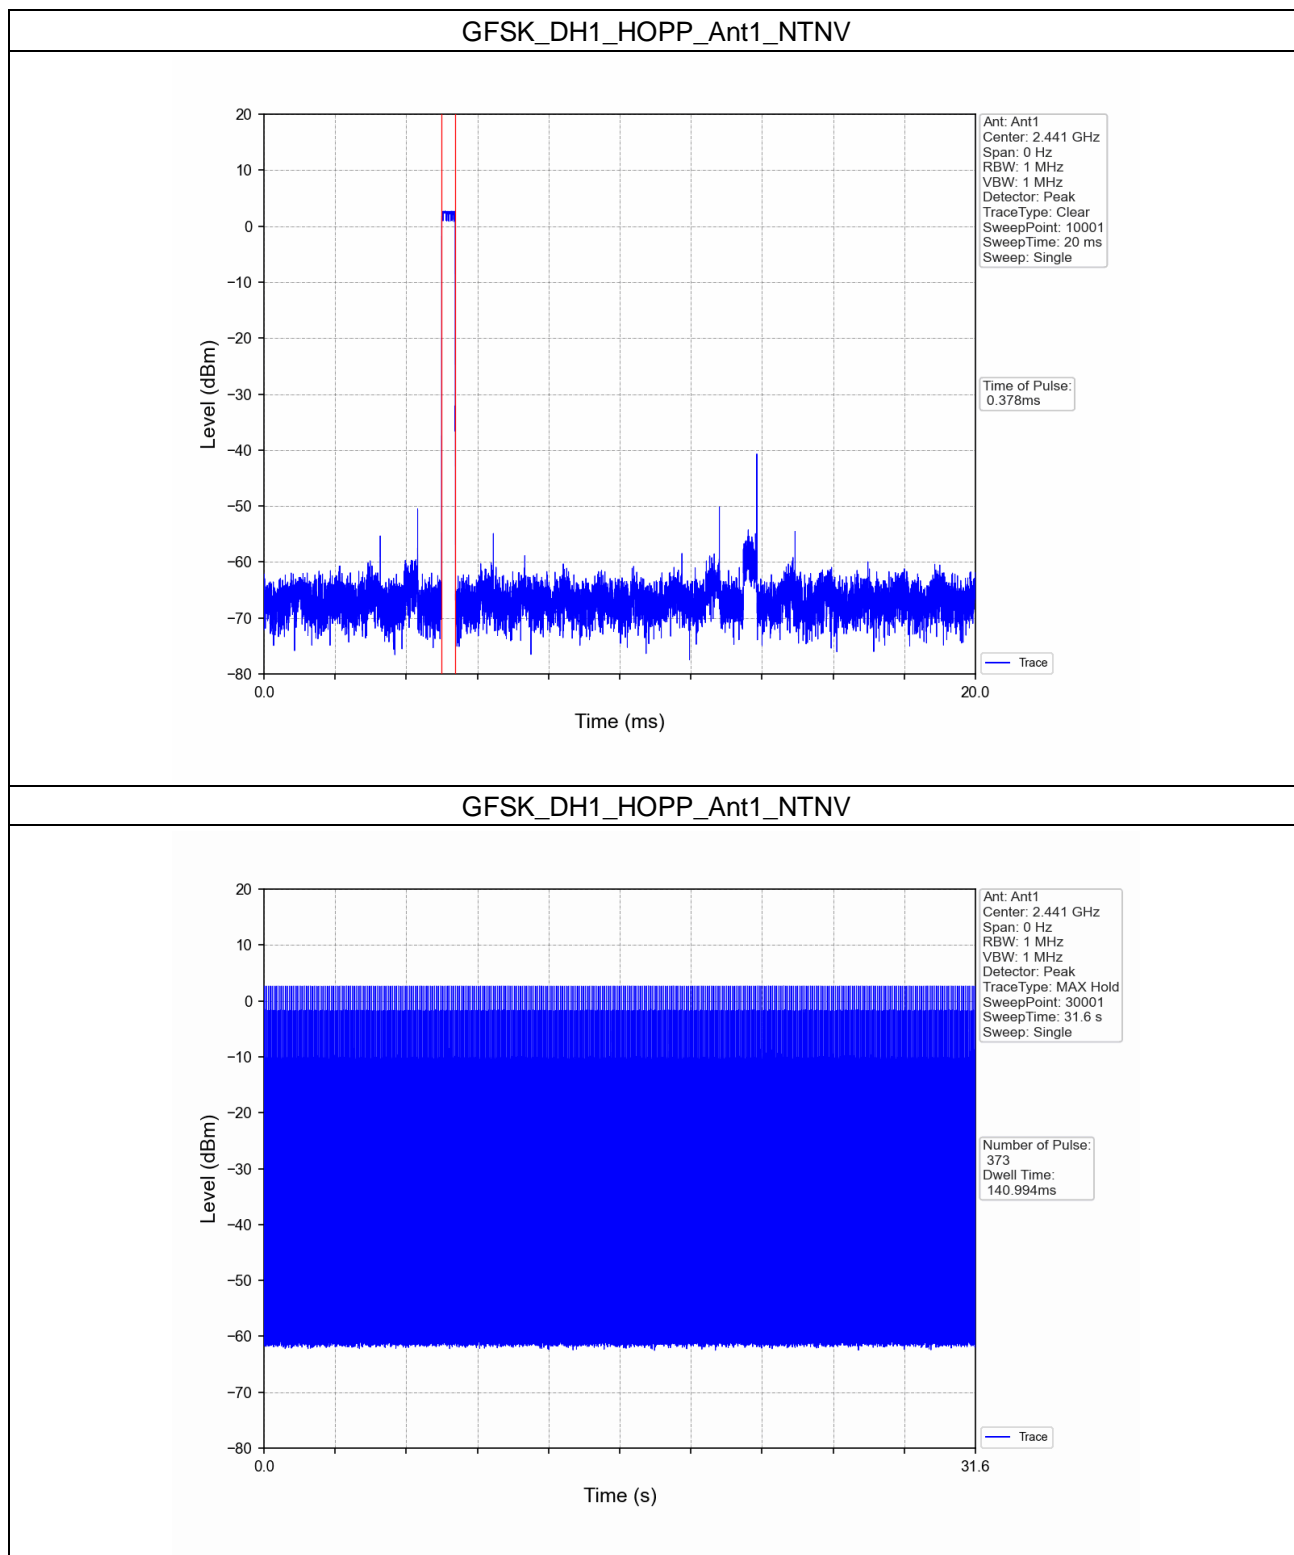 GFSK_DH1_HOPP_Ant1_NTNV
20
10
0
−10
−20
−30
−40
−50
−60
−70
−80
Level (dBm)
0.0
20.0
Time (ms)
Ant: Ant1
Center: 2.441 GHz
Span: 0 Hz
RBW: 1 MHz
VBW: 1 MHz
Detector: Peak
TraceType: Clear
SweepPoint: 10001
SweepTime: 20 ms
Sweep: Single
Time of Pulse:
0.378ms
Trace
GFSK_DH1_HOPP_Ant1_NTNV
20
10
0
−10
−20
−30
−40
−50
−60
−70
−80
Level (dBm)
0.0
31.6
Time (s)
Ant: Ant1
Center: 2.441 GHz
Span: 0 Hz
RBW: 1 MHz
VBW: 1 MHz
Detector: Peak
TraceType: MAX Hold
SweepPoint: 30001
SweepTime: 31.6 s
Sweep: Single
Number of Pulse:
373
Dwell Time:
140.994ms
Trace